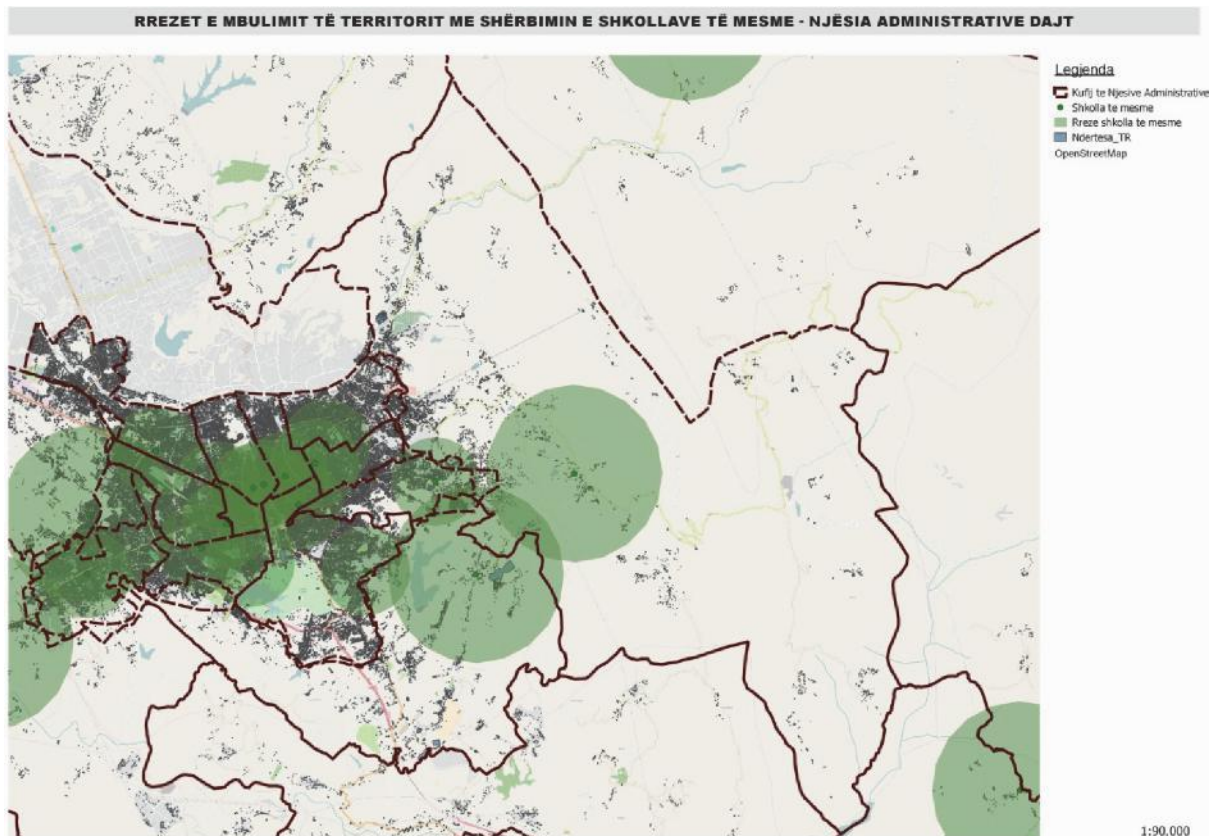 RREZET E MBULIMIT TË TERRITORIT ME SHËRBIMIN E SHKOLLAVE TË MESME - NJËSIA ADMINISTRATIVE DAJT
Legjenda
Kufij te Njesive Administrative
Shkolla te mesme
Rreze shkolla te mesme
Ndertesa_TR
OpenStreetMap
1:90.000